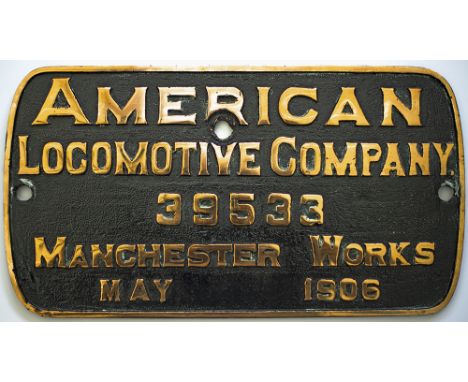 AMERICAN
LOCOMOTIVE COMPANY.
39533
MANCHESTER WORKS
MAY 1906